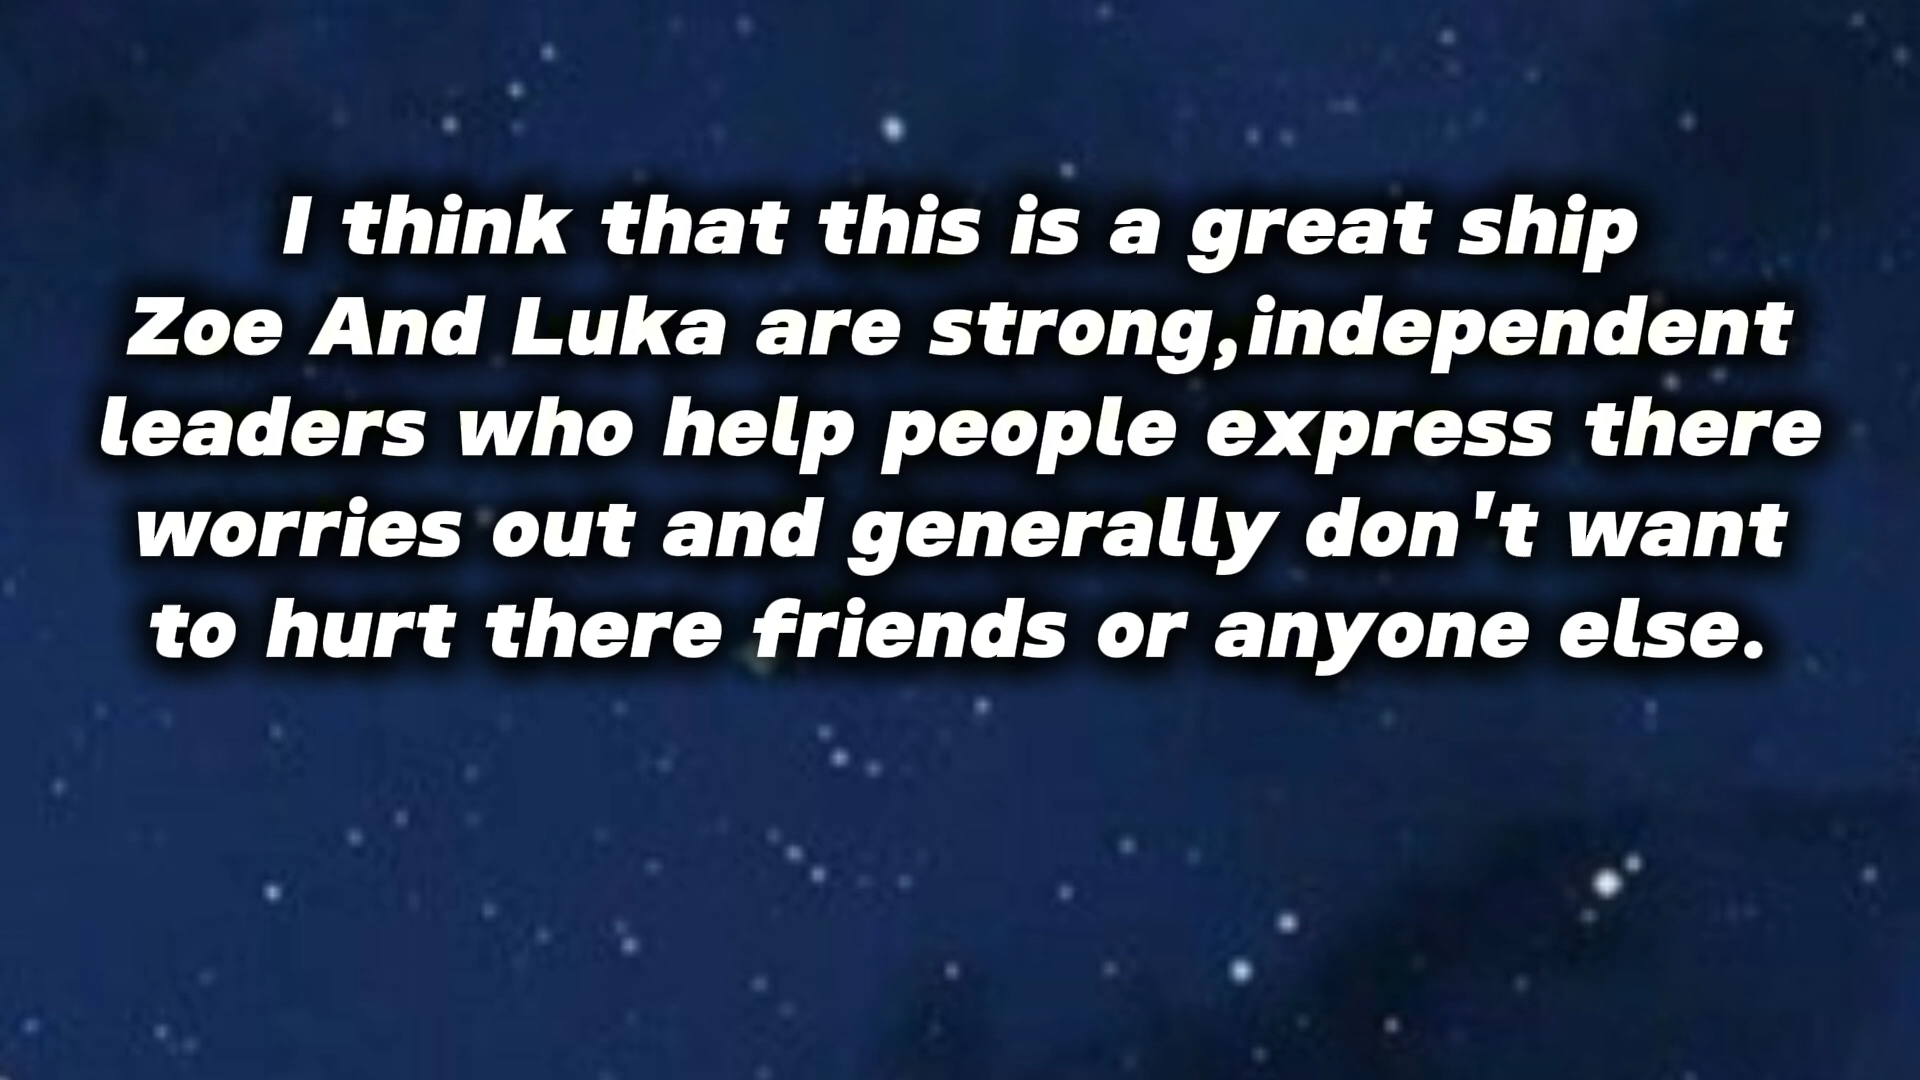 I think that this is a great ship
Zoe And Luka are strong,independent
leaders who help people express there
worries out and generally don't want
to hurt there friends or anyone else.